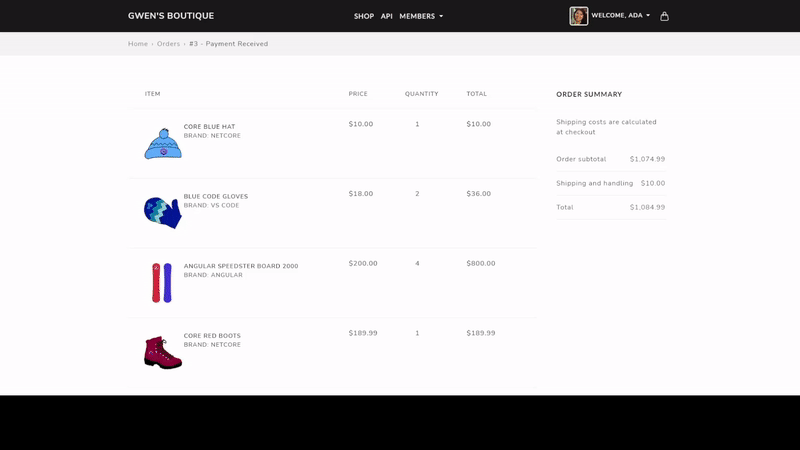 GWEN'S BOUTIQUE
SHOP API MEMBERS
WELCOME, ADA
Home › Orders › #3 - Payment Received
ITEM PRICE QUANTITY TOTAL
CORE BLUE HAT
BRAND: NETCORE
$10.00 1 $10.00
BLUE CODE GLOVES
BRAND: VS CODE
$18.00 2 $36.00
ANGULAR SPEEDSTER BOARD 2000
BRAND: ANGULAR
$200.00 4 $800.00
CORE RED BOOTS
BRAND: NETCORE
$189.99 1 $189.99
ORDER SUMMARY
Shipping costs are calculated
at checkout
Order subtotal $1,074.99
Shipping and handling $10.00
Total $1,084.99